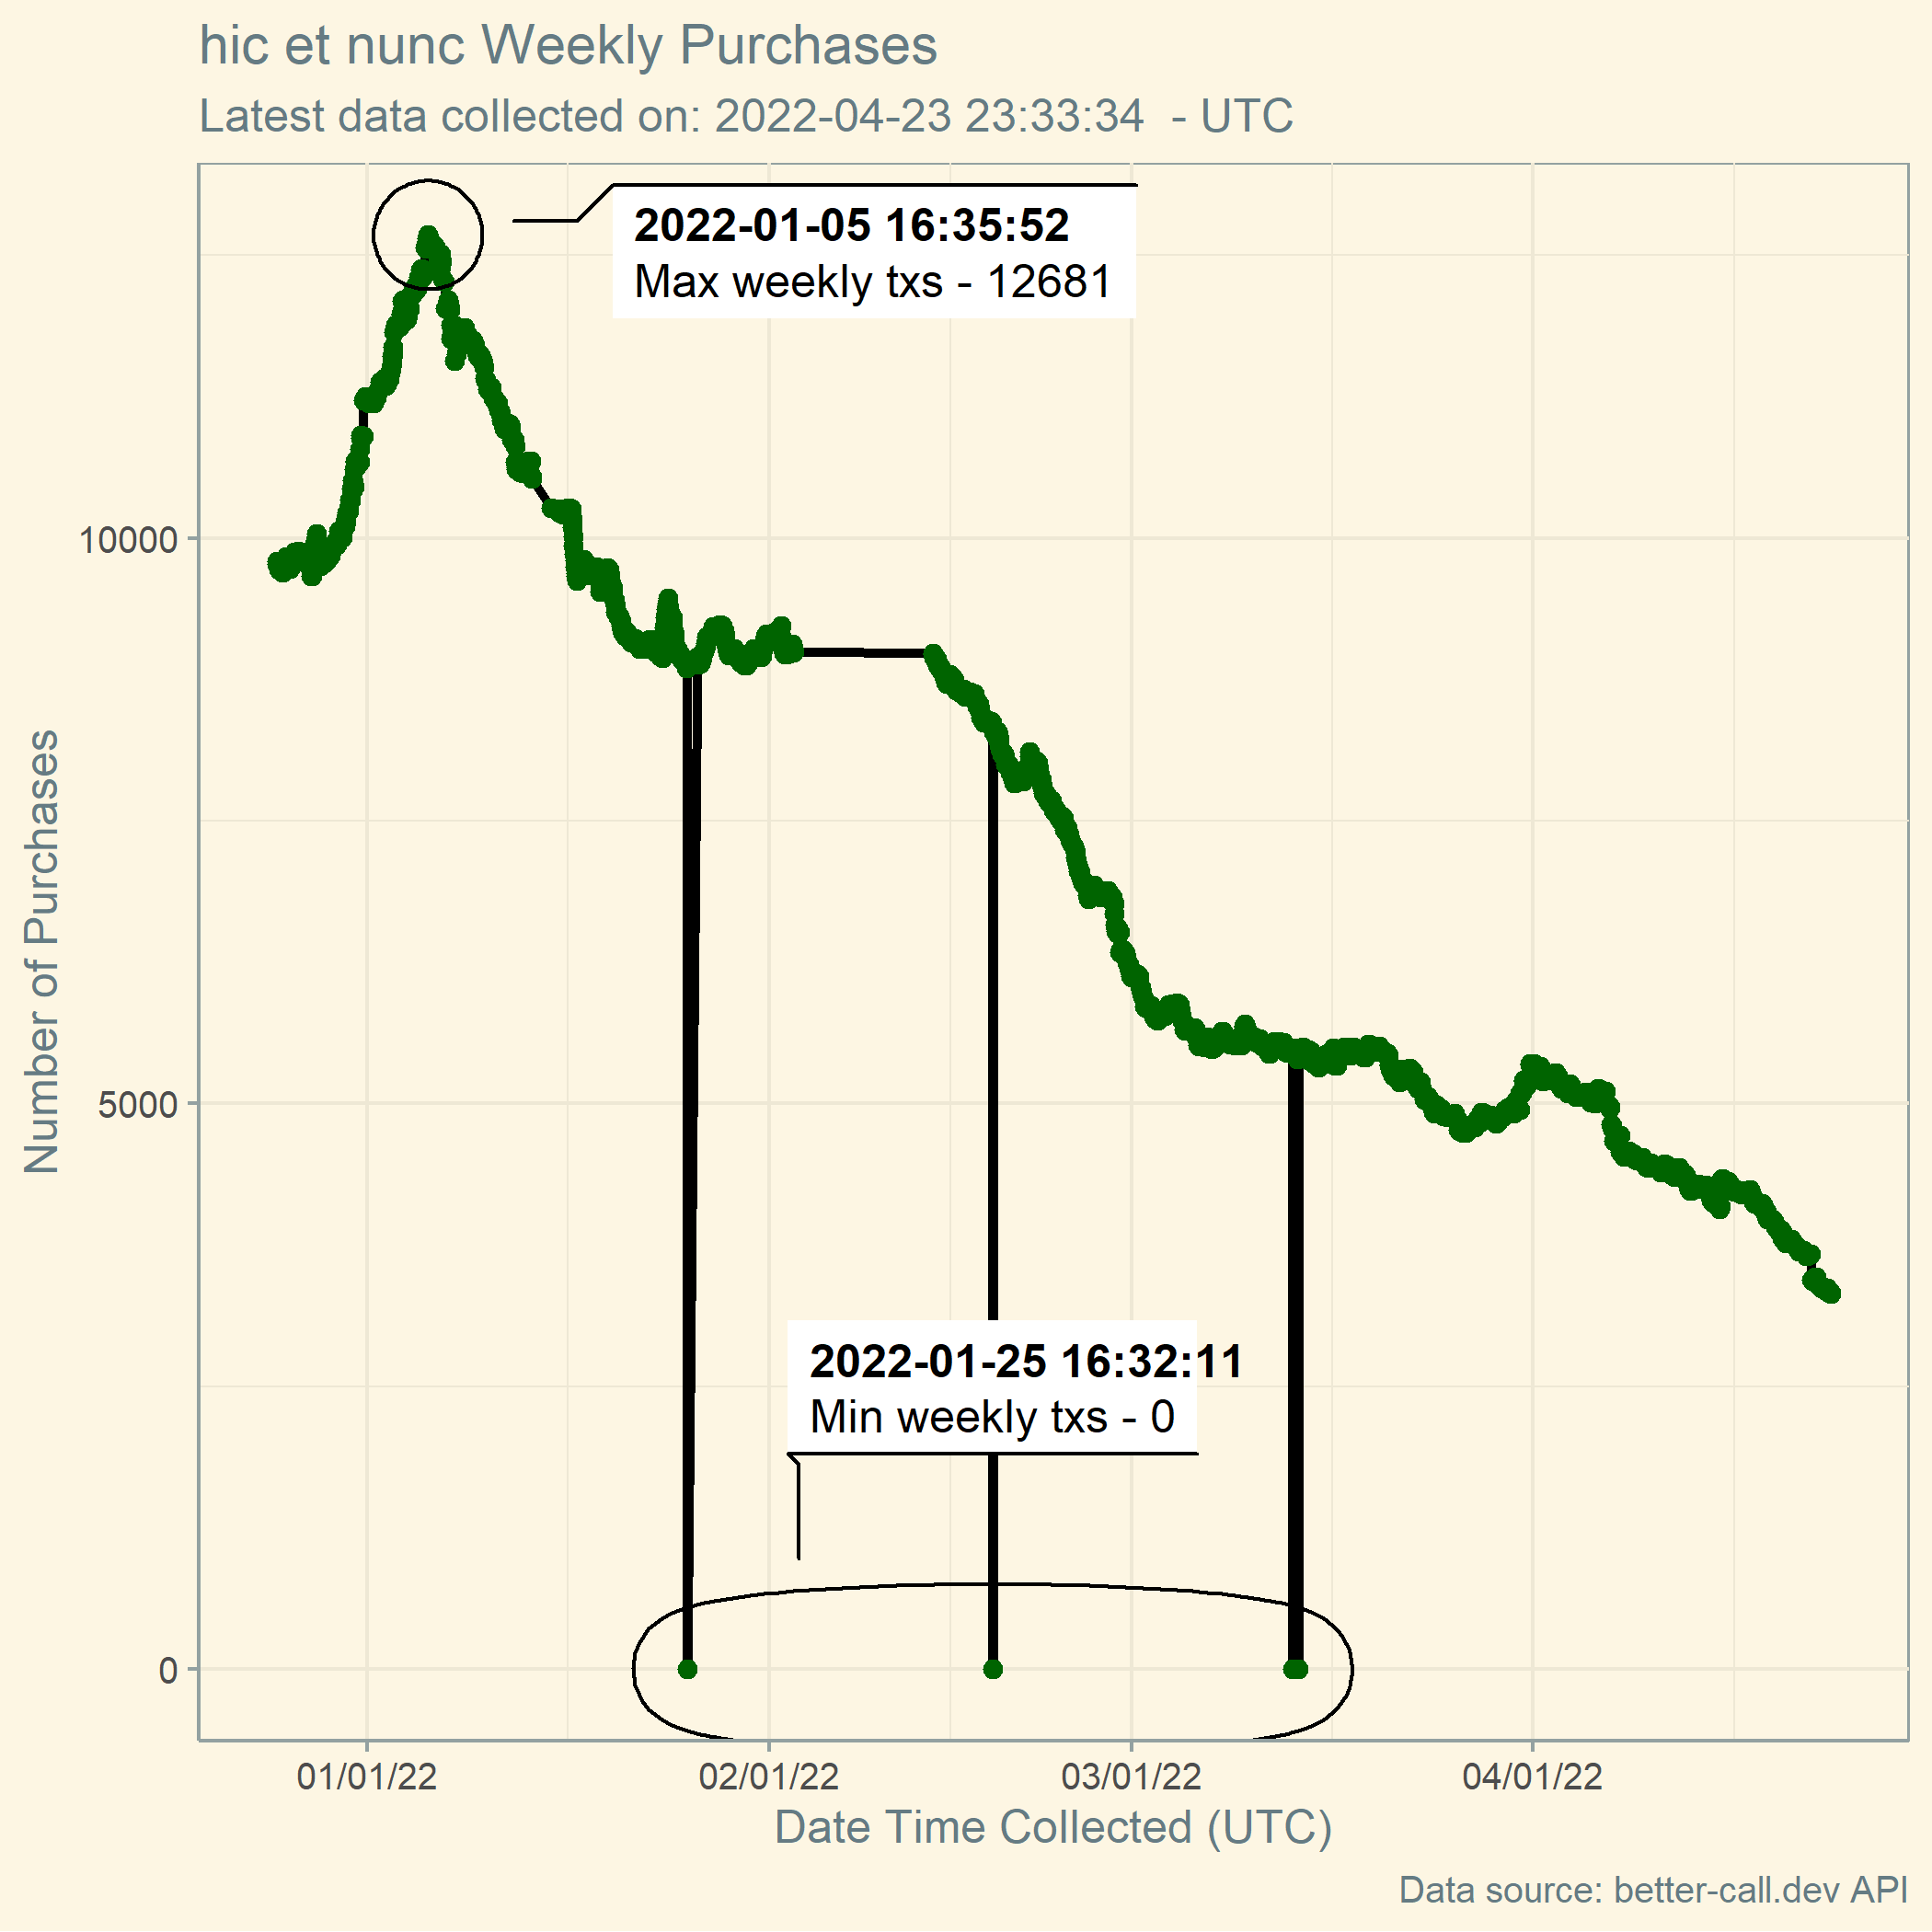 hic et nunc Weekly Purchases
Latest data collected on: 2022-04-23 23:33:34  - UTC
2022-01-05 16:35:52
Max weekly txs - 12681
Number of Purchases
10000
5000
0
2022-01-25 16:32:11
Min weekly txs - 0
01/01/22
02/01/22
03/01/22
04/01/22
Date Time Collected (UTC)
Data source: better-call.dev API